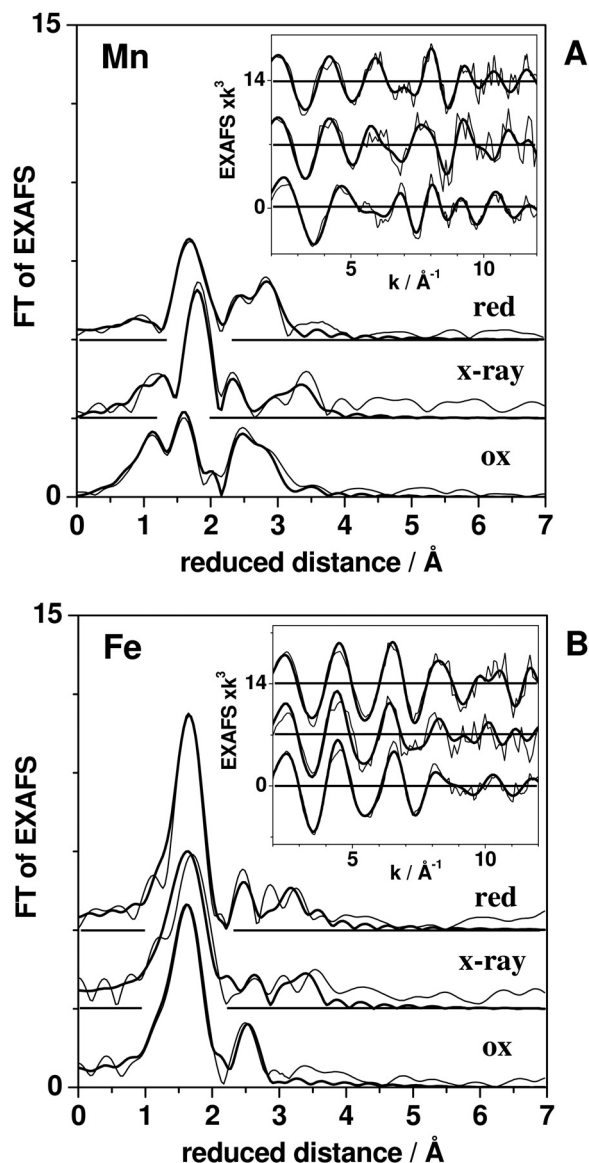 15
Mn
A
EXAFS xk³
14
0
5
10
k / Å⁻¹
FT of EXAFS
red
x-ray
ox
0
0 1 2 3 4 5 6 7
reduced distance / Å
15
Fe
B
EXAFS xk³
14
0
5
10
k / Å⁻¹
FT of EXAFS
red
x-ray
ox
0
0 1 2 3 4 5 6 7
reduced distance / Å